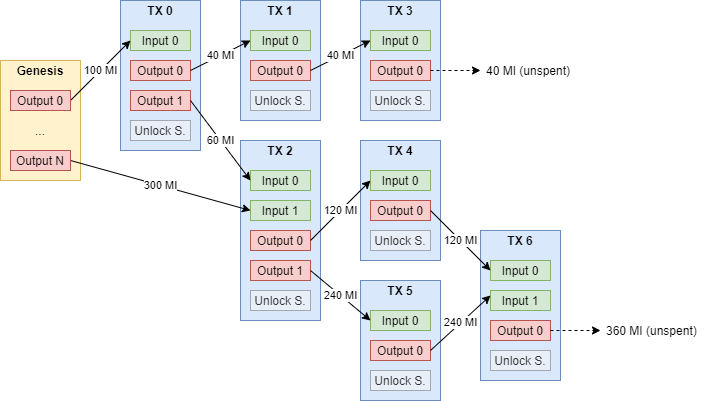 Genesis
Output 0
...
Output N
100 MI
300 MI
TX 0
Input 0
Output 0
Output 1
Unlock S.
40 MI
60 MI
TX 1
Input 0
Output 0
Unlock S.
40 MI
TX 3
Input 0
Output 0
Unlock S.
40 MI (unspent)
TX 2
Input 0
Input 1
Output 0
Output 1
Unlock S.
120 MI
240 MI
TX 4
Input 0
Output 0
Unlock S.
120 MI
TX 5
Input 0
Output 0
Unlock S.
240 MI
TX 6
Input 0
Input 1
Output 0
Unlock S.
360 MI (unspent)